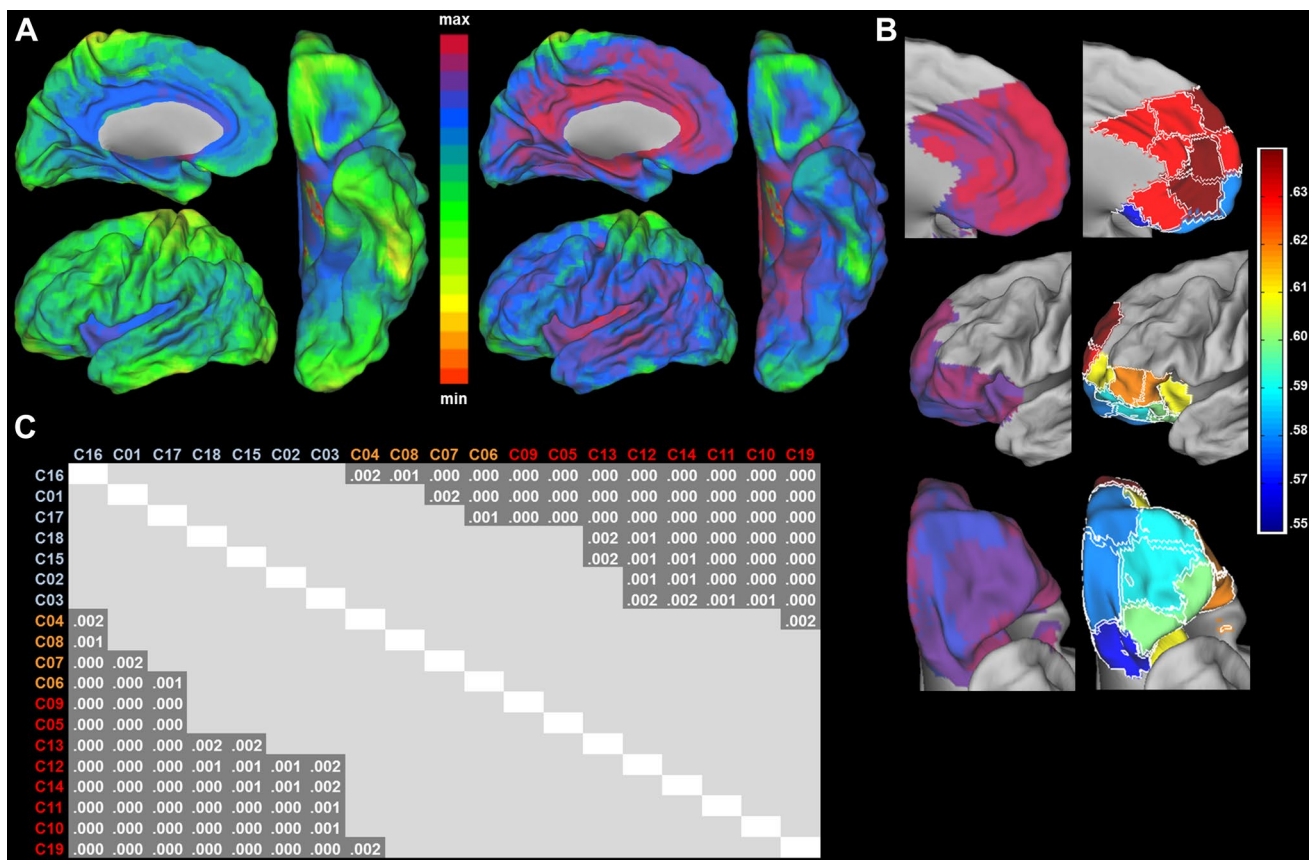 A
max
min
B
.63
.62
.61
.60
.59
.58
.57
.55
C
C16 C01 C17 C18 C15 C02 C03 C04 C08 C07 C06 C09 C05 C13 C12 C14 C11 C10 C19
C16 .002 .001 .000 .000 .000 .000 .000 .000 .000 .000 .000 .000
C01 .002 .000 .000 .000 .000 .000 .000 .000 .000 .000
C17 .001 .000 .000 .000 .000 .000 .000 .000 .000
C18 .002 .001 .001 .000 .000 .000
C15 .002 .001 .001 .000 .000 .000
C02 .001 .001 .000 .000 .000
C03 .002 .002 .001 .001 .000
C04 .002 .002
C08 .001
C07 .000 .002
C06 .000 .000 .001
C09 .000 .000 .000
C05 .000 .000 .000
C13 .000 .000 .000 .002 .002
C12 .000 .000 .000 .001 .001 .001 .002
C14 .000 .000 .000 .000 .001 .001 .002
C11 .000 .000 .000 .000 .000 .000 .001
C10 .000 .000 .000 .000 .000 .000 .001
C19 .000 .000 .000 .000 .000 .000 .000 .002